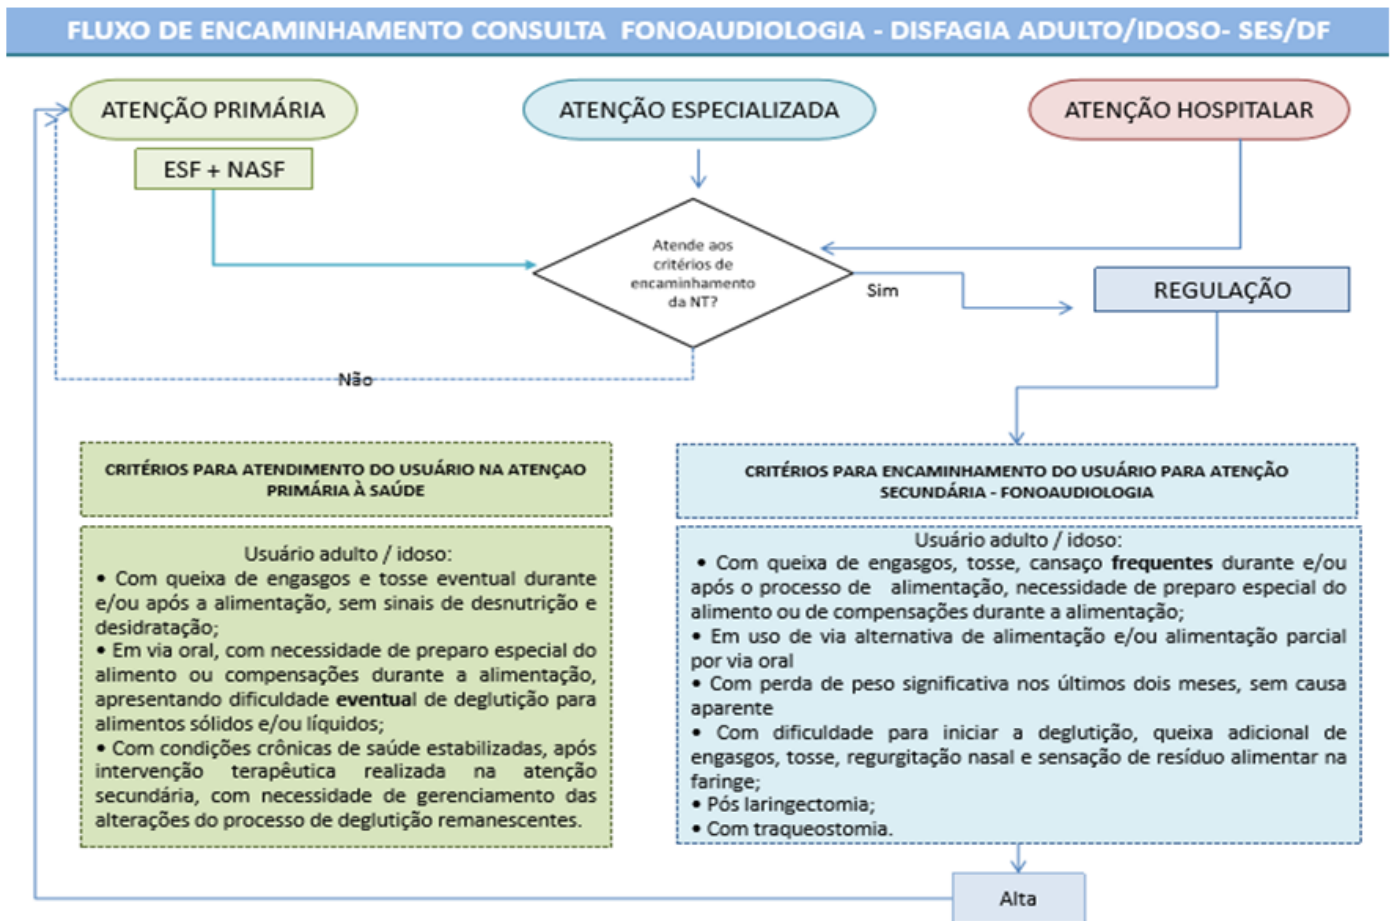 FLUXO DE ENCAMINHAMENTO CONSULTA FONOAUDIOLOGIA - DISFAGIA ADULTO/IDOSO- SES/DF
ATENÇÃO PRIMÁRIA
ATENÇÃO ESPECIALIZADA
ATENÇÃO HOSPITALAR
ESF + NASF
Atende aos
critérios de
encaminhamento
da NT?
Sim
REGULAÇÃO
Não
CRITÉRIOS PARA ATENDIMENTO DO USUÁRIO NA ATENÇAO
PRIMÁRIA À SAÚDE
Usuário adulto / idoso:
• Com queixa de engasgos e tosse eventual durante
e/ou após a alimentação, sem sinais de desnutrição e
desidratação;
• Em via oral, com necessidade de preparo especial do
alimento ou compensações durante a alimentação,
apresentando dificuldade eventual de deglutição para
alimentos sólidos e/ou líquidos;
• Com condições crônicas de saúde estabilizadas, após
intervenção terapêutica realizada na atenção
secundária, com necessidade de gerenciamento das
alterações do processo de deglutição remanescentes.
CRITÉRIOS PARA ENCAMINHAMENTO DO USUÁRIO PARA ATENÇÃO
SECUNDÁRIA - FONOAUDIOLOGIA
Usuário adulto / idoso:
• Com queixa de engasgos, tosse, cansaço frequentes durante e/ou
após o processo de alimentação, necessidade de preparo especial do
alimento ou de compensações durante a alimentação;
• Em uso de via alternativa de alimentação e/ou alimentação parcial
por via oral
• Com perda de peso significativa nos últimos dois meses, sem causa
aparente
• Com dificuldade para iniciar a deglutição, queixa adicional de
engasgos, tosse, regurgitação nasal e sensação de resíduo alimentar na
faringe;
• Pós laringectomia;
• Com traqueostomia.
Alta